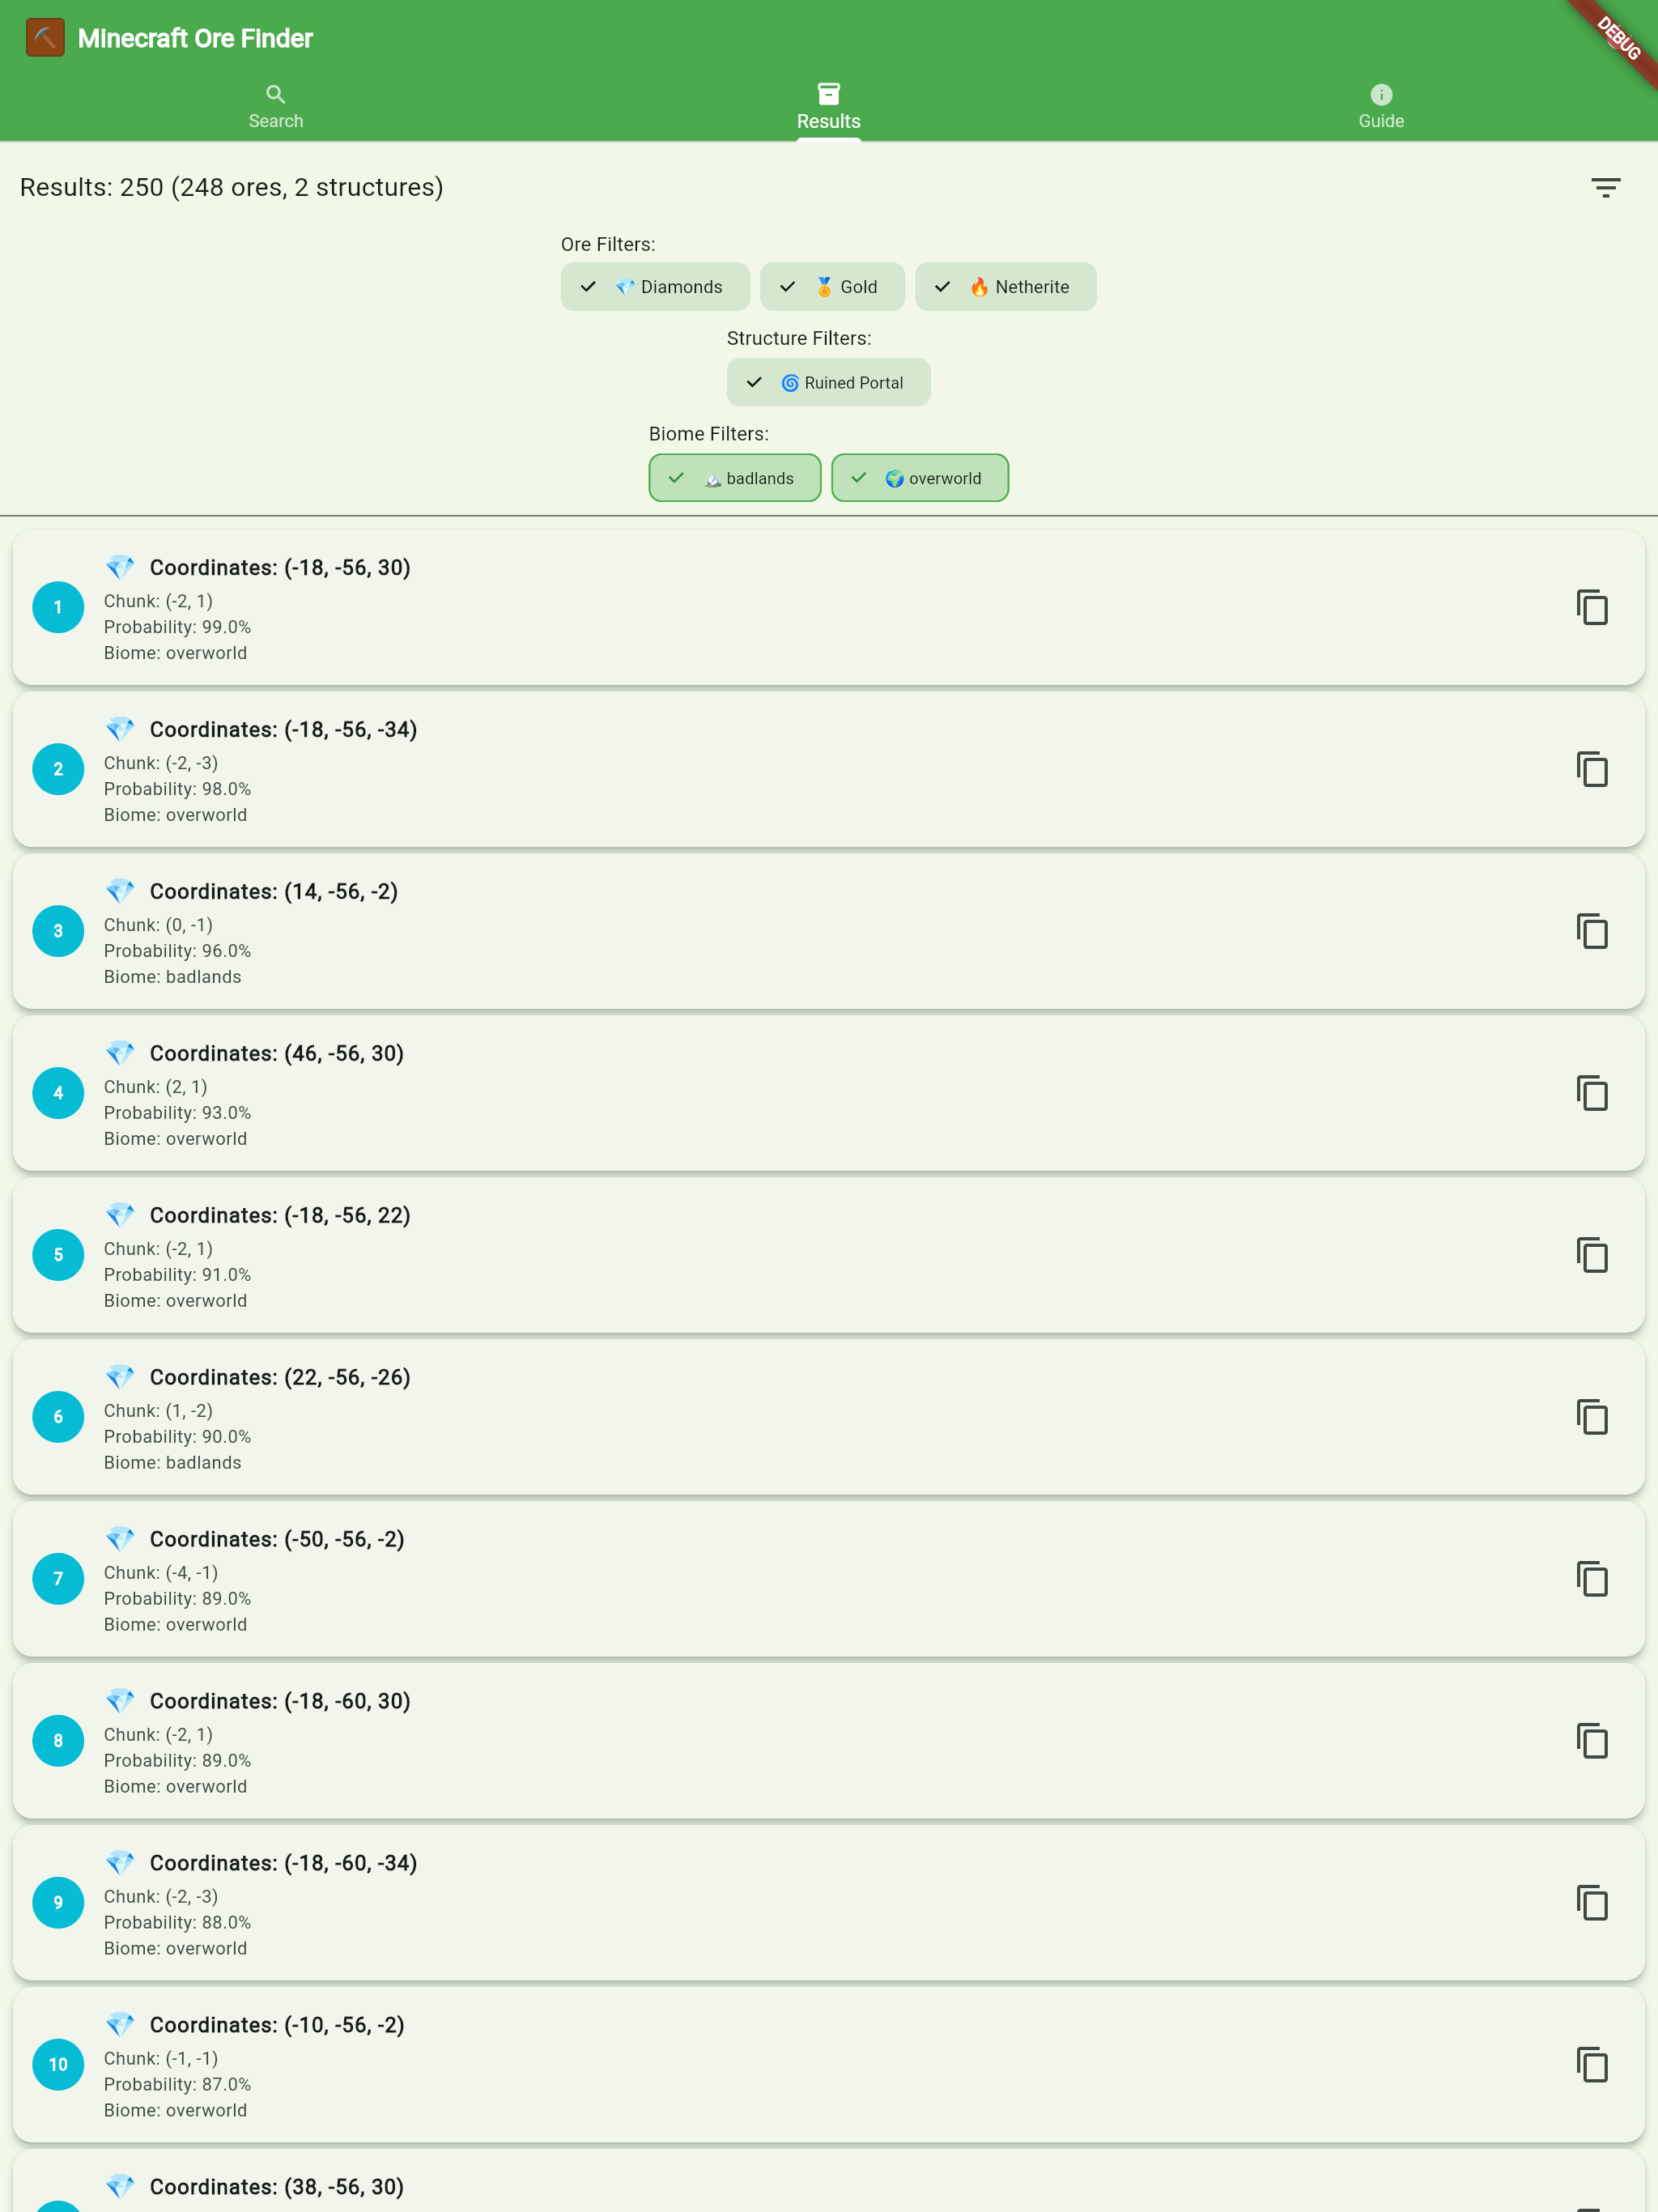 Minecraft Ore Finder
DEBUG
Search
Results
Guide
Results: 250 (248 ores, 2 structures)
Ore Filters:
💎 Diamonds
🏅 Gold
🔥 Netherite
Structure Filters:
🌀 Ruined Portal
Biome Filters:
🏔️ badlands
🌍 overworld
1
💎 Coordinates: (-18, -56, 30)
Chunk: (-2, 1)
Probability: 99.0%
Biome: overworld
2
💎 Coordinates: (-18, -56, -34)
Chunk: (-2, -3)
Probability: 98.0%
Biome: overworld
3
💎 Coordinates: (14, -56, -2)
Chunk: (0, -1)
Probability: 96.0%
Biome: badlands
4
💎 Coordinates: (46, -56, 30)
Chunk: (2, 1)
Probability: 93.0%
Biome: overworld
5
💎 Coordinates: (-18, -56, 22)
Chunk: (-2, 1)
Probability: 91.0%
Biome: overworld
6
💎 Coordinates: (22, -56, -26)
Chunk: (1, -2)
Probability: 90.0%
Biome: badlands
7
💎 Coordinates: (-50, -56, -2)
Chunk: (-4, -1)
Probability: 89.0%
Biome: overworld
8
💎 Coordinates: (-18, -60, 30)
Chunk: (-2, 1)
Probability: 89.0%
Biome: overworld
9
💎 Coordinates: (-18, -60, -34)
Chunk: (-2, -3)
Probability: 88.0%
Biome: overworld
10
💎 Coordinates: (-10, -56, -2)
Chunk: (-1, -1)
Probability: 87.0%
Biome: overworld
💎 Coordinates: (38, -56, 30)